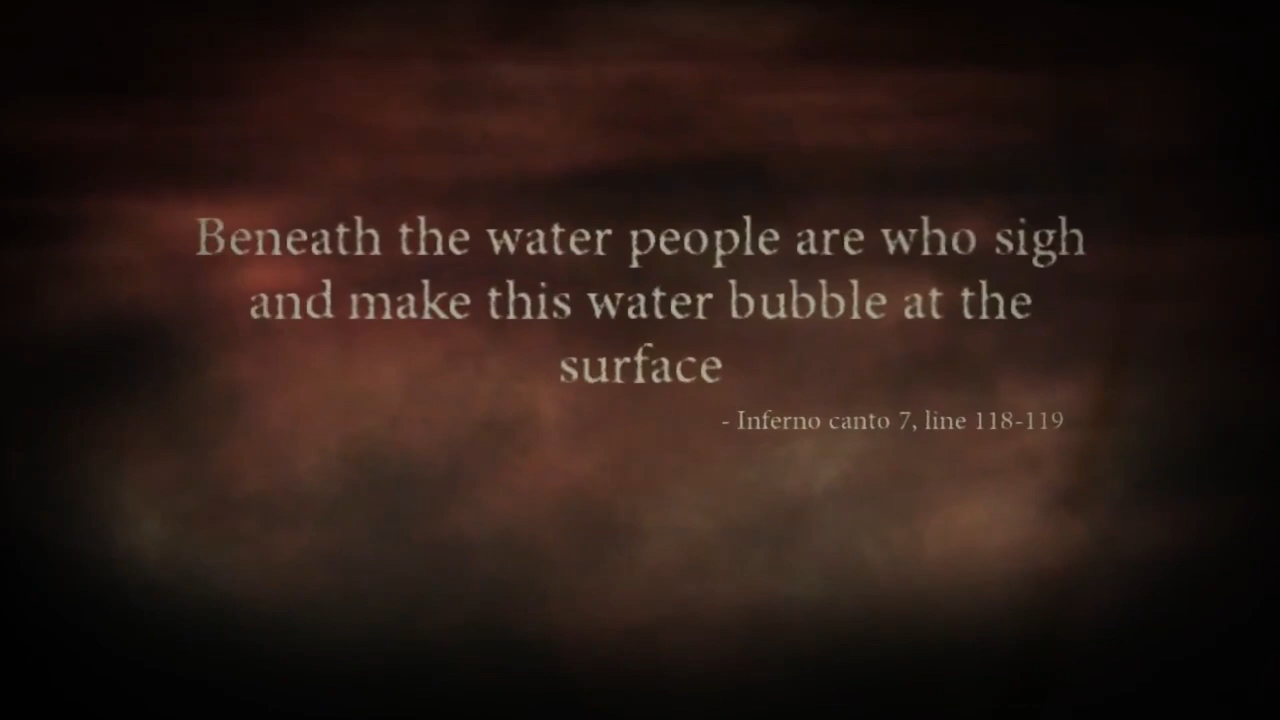 Beneath the water people are who sigh
and make this water bubble at the
surface
- Inferno canto 7, line 118-119